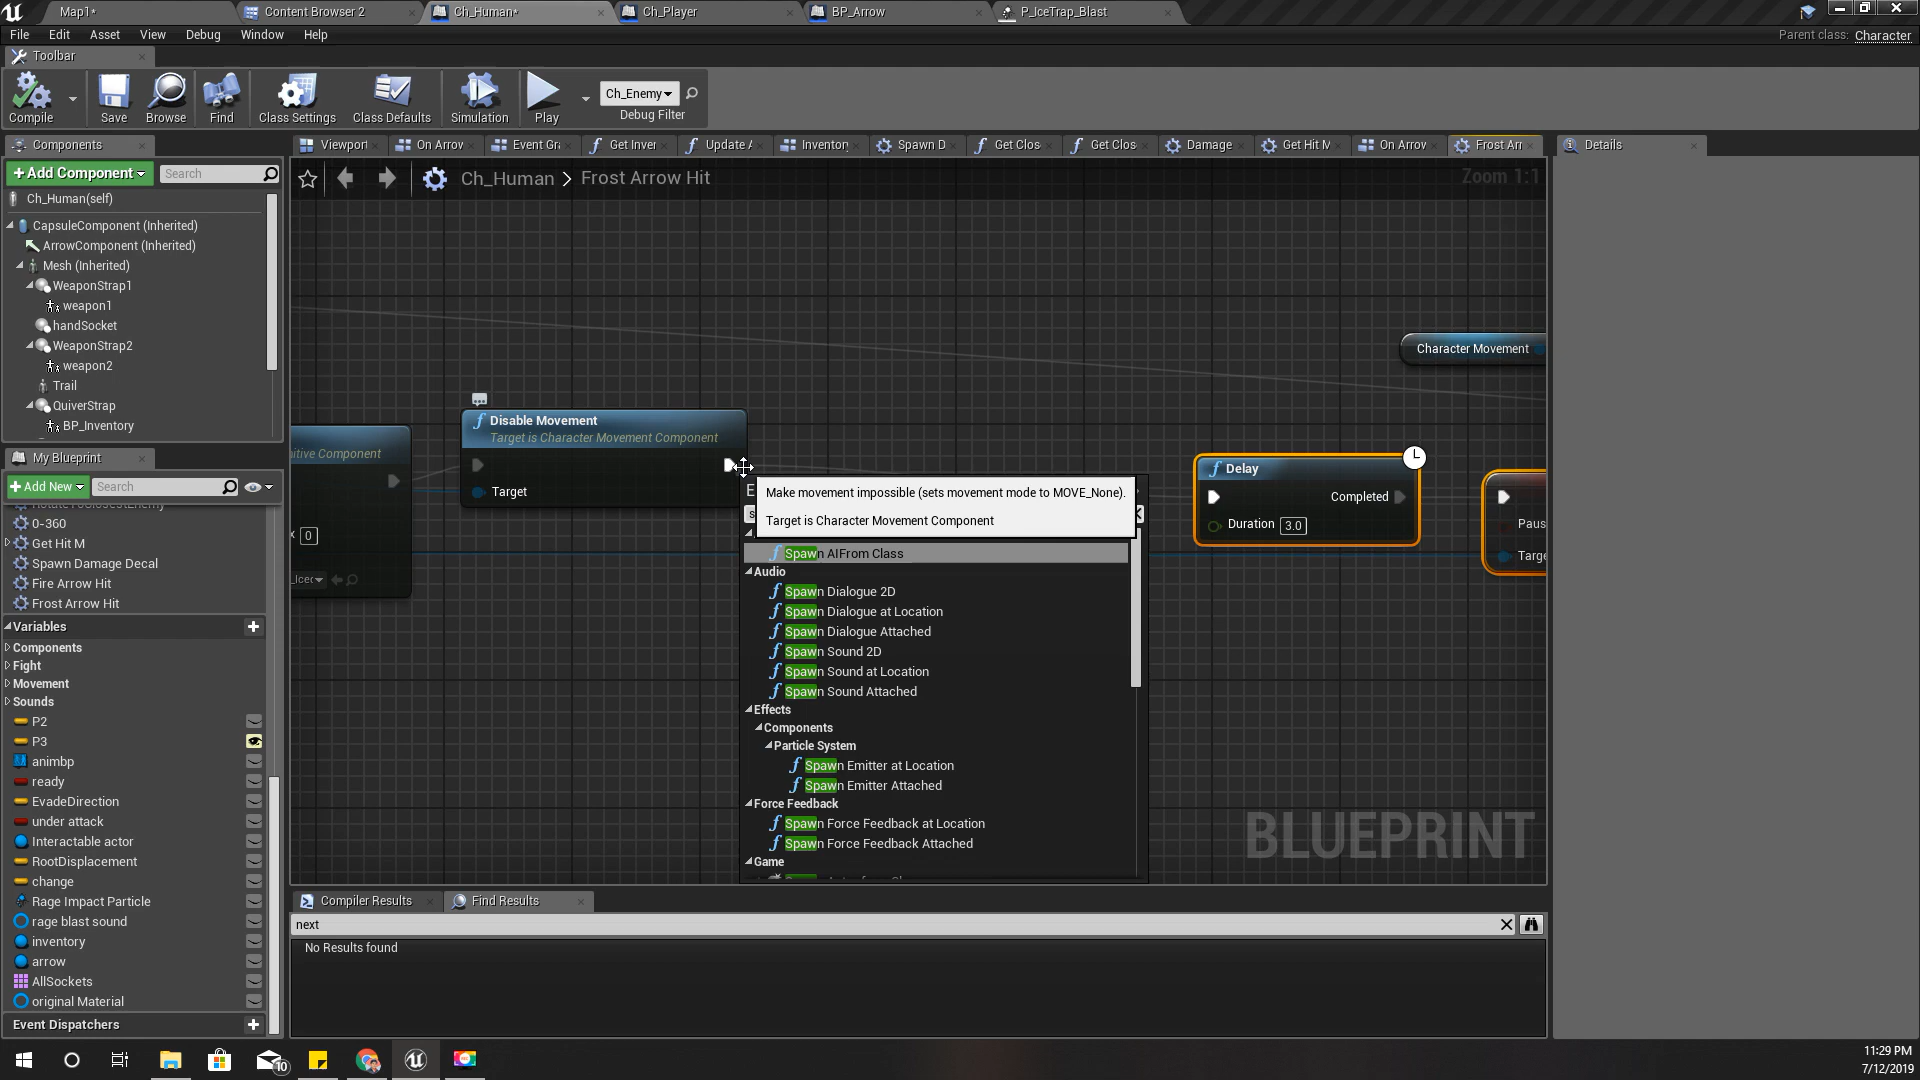 Map1*
Content Browser 2
Ch_Human*
Ch_Player
BP_Arrow
P_IceTrap_Blast
File Edit Asset View Debug Window Help
Parent class: Character
Toolbar
Compile
Save
Browse
Find
Class Settings
Class Defaults
Simulation
Play
Ch_Enemy
Debug Filter
Components
Viewport
On Arrov
Event Gr
Get Inver
Update A
Inventory
Spawn D
Get Clos
Get Clos
Damage
Get Hit M
On Arrov
Frost Arr
Details
+Add Component
Search
Ch_Human > Frost Arrow Hit
Zoom 1:1
Ch_Human(self)
CapsuleComponent (Inherited)
ArrowComponent (Inherited)
Mesh (Inherited)
WeaponStrap1
weapon1
handSocket
WeaponStrap2
weapon2
Trail
QuiverStrap
BP_Inventory
My Blueprint
+Add New
Search
RotateToClosestEnemy
0-360
Get Hit M
Spawn Damage Decal
Fire Arrow Hit
Frost Arrow Hit
Variables
Components
Fight
Movement
Sounds
P2
P3
animbp
ready
EvadeDirection
under attack
Interactable actor
RootDisplacement
change
Rage Impact Particle
rage blast sound
inventory
arrow
AllSockets
original Material
Event Dispatchers
Character Movement
Disable Movement
Target is Character Movement Component
Target
nitive Component
0
Delay
Completed
Duration 3.0
Paus
Targe
Make movement impossible (sets movement mode to MOVE_None).
Target is Character Movement Component
Spawn AIFrom Class
Audio
Spawn Dialogue 2D
Spawn Dialogue at Location
Spawn Dialogue Attached
Spawn Sound 2D
Spawn Sound at Location
Spawn Sound Attached
Effects
Components
Particle System
Spawn Emitter at Location
Spawn Emitter Attached
Force Feedback
Spawn Force Feedback at Location
Spawn Force Feedback Attached
Game
BLUEPRINT
Compiler Results
Find Results
next
No Results found
10
11:29 PM
7/12/2019